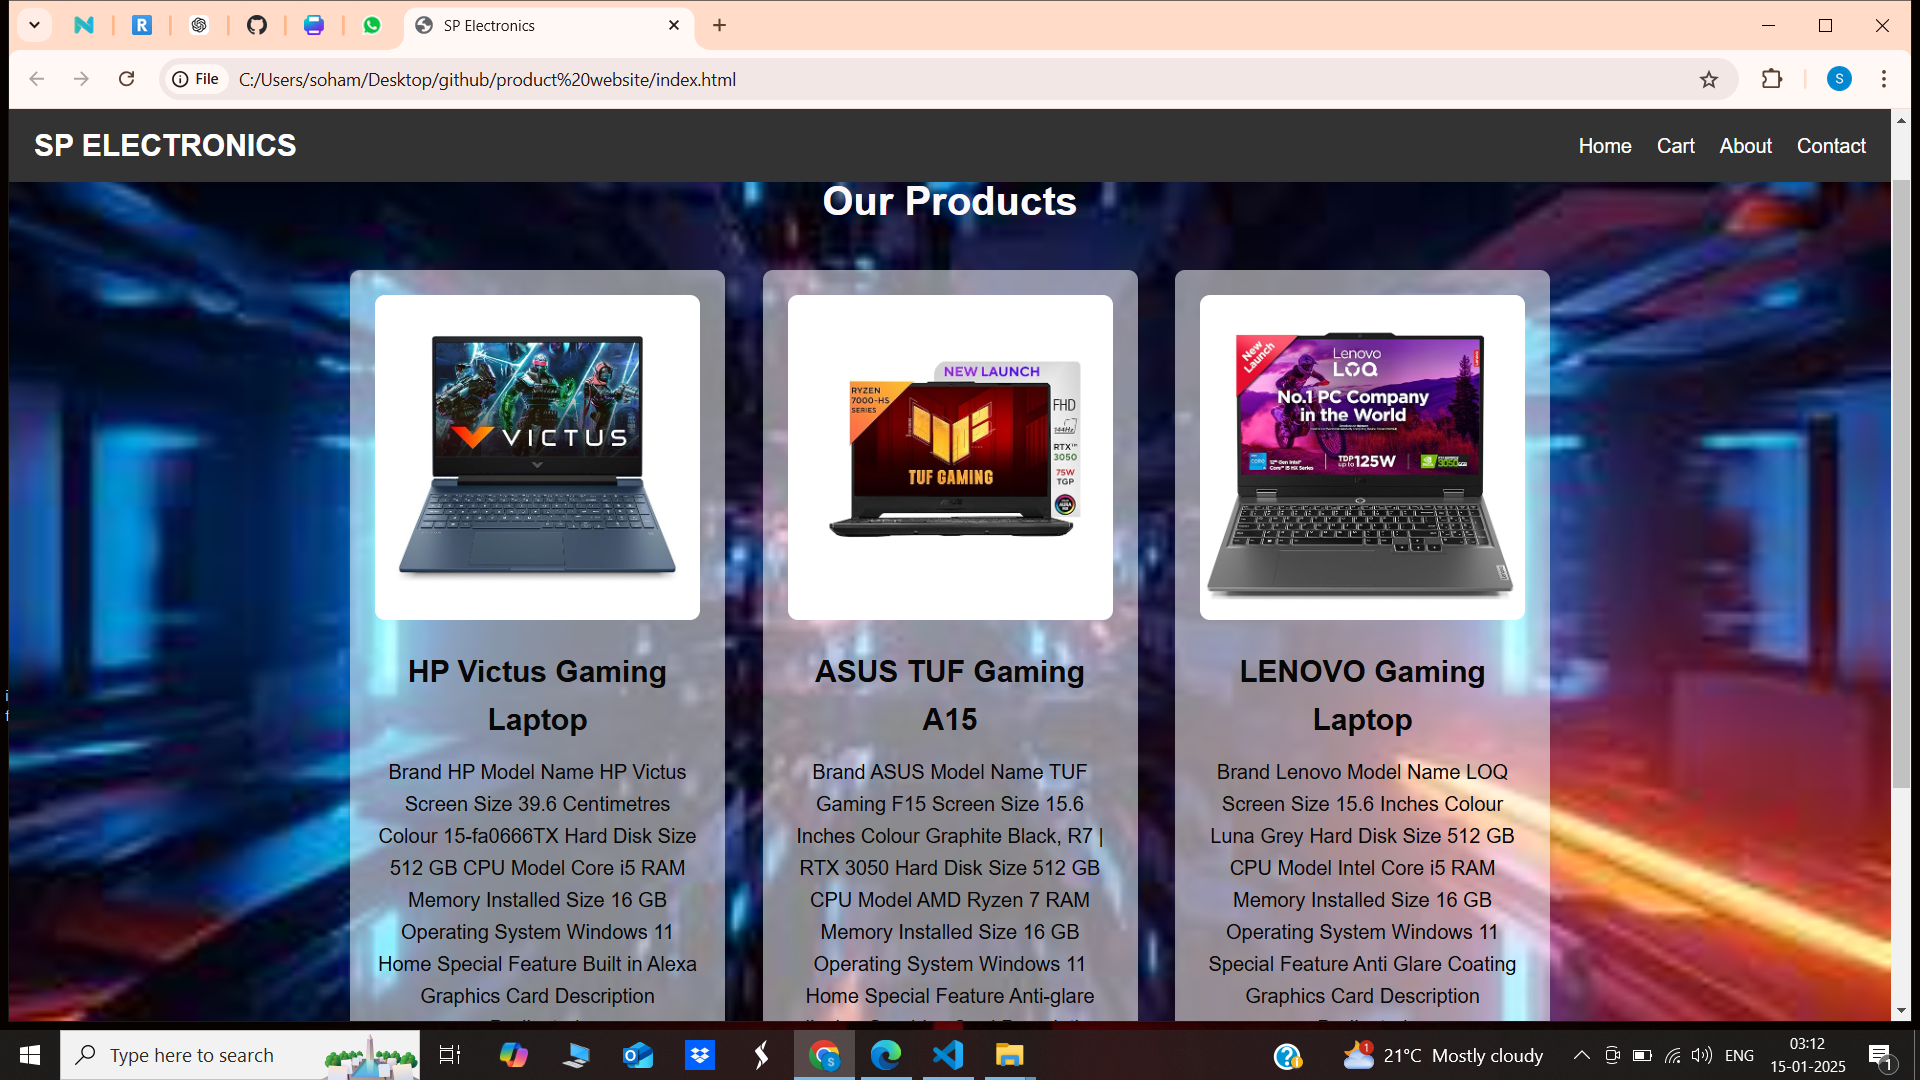 SP Electronics
File
C:/Users/soham/Desktop/github/product%20website/index.html
S
SP ELECTRONICS
Home Cart About Contact
Our Products
VICTUS
NEW LAUNCH
RYZEN
7000-HS
SERIES
FHD
144Hz
RTX™
3050
75W
TGP
TUF GAMING
New
Launch
Lenovo
LOQ
No.1 PC Company
in the World
TDP
up to 125W
3050
Lenovo
HP Victus Gaming
Laptop
Brand HP Model Name HP Victus
Screen Size 39.6 Centimetres
Colour 15-fa0666TX Hard Disk Size
512 GB CPU Model Core i5 RAM
Memory Installed Size 16 GB
Operating System Windows 11
Home Special Feature Built in Alexa
Graphics Card Description
ASUS TUF Gaming
A15
Brand ASUS Model Name TUF
Gaming F15 Screen Size 15.6
Inches Colour Graphite Black, R7 |
RTX 3050 Hard Disk Size 512 GB
CPU Model AMD Ryzen 7 RAM
Memory Installed Size 16 GB
Operating System Windows 11
Home Special Feature Anti-glare
LENOVO Gaming
Laptop
Brand Lenovo Model Name LOQ
Screen Size 15.6 Inches Colour
Luna Grey Hard Disk Size 512 GB
CPU Model Intel Core i5 RAM
Memory Installed Size 16 GB
Operating System Windows 11
Special Feature Anti Glare Coating
Graphics Card Description
Type here to search
1
21°C Mostly cloudy
ENG
03:12
15-01-2025
1